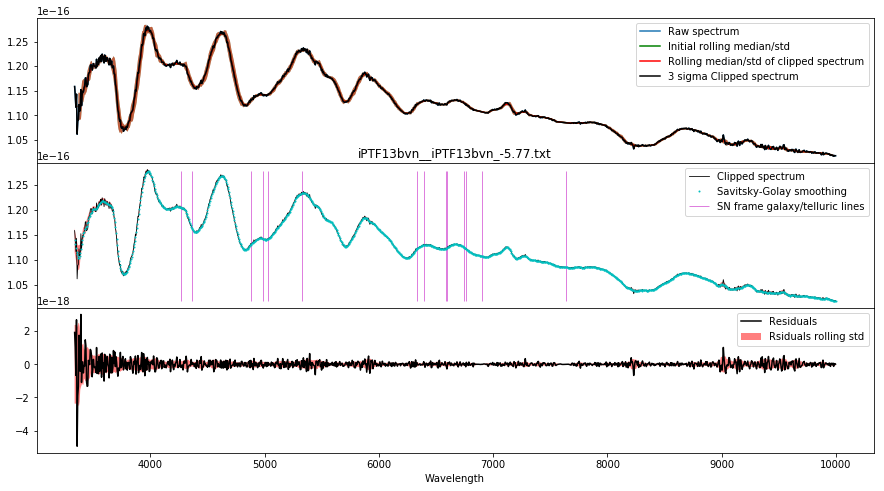 1e−16
1.25
1.20
1.15
1.10
1.05
Raw spectrum
Initial rolling median/std
Rolling median/std of clipped spectrum
3 sigma Clipped spectrum
1e−16
iPTF13bvn__iPTF13bvn_-5.77.txt
1.25
1.20
1.15
1.10
1.05
Clipped spectrum
Savitsky-Golay smoothing
SN frame galaxy/telluric lines
1e−18
2
0
−2
−4
Residuals
Rsiduals rolling std
4000 5000 6000 7000 8000 9000 10000
Wavelength